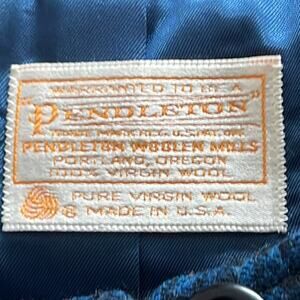 WARRANTED TO BE A
"PENDLETON"
TRADE MARK REG. U.S. PAT. OFF.
PENDLETON WOOLEN MILLS
PORTLAND, OREGON
100% VIRGIN WOOL
PURE VIRGIN WOOL
® MADE IN U.S.A.